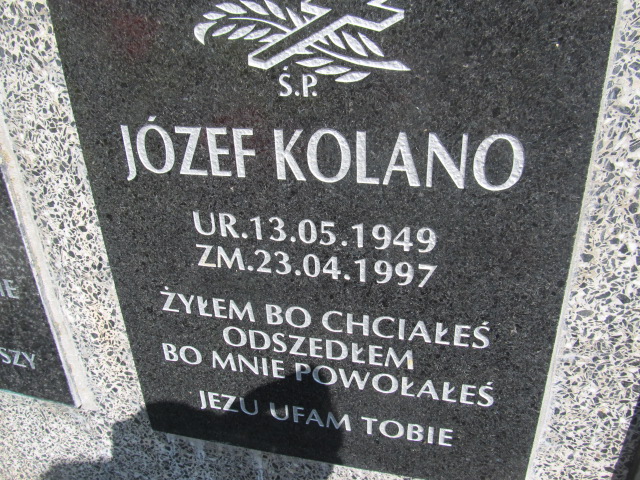 Ś.P.
JÓZEF KOLANO
UR.13.05.1949
ZM.23.04.1997
ŻYŁEM BO CHCIAŁEŚ
ODSZEDŁEM
BO MNIE POWOŁAŁEŚ
JEZU UFAM TOBIE